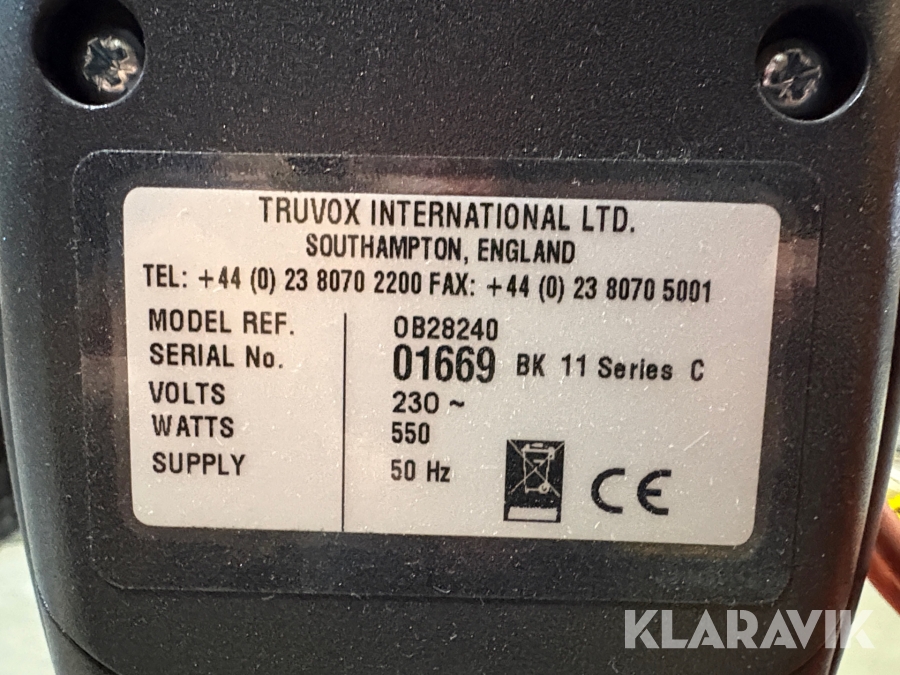 TRUVOX INTERNATIONAL LTD.
SOUTHAMPTON, ENGLAND
TEL: +44 (0) 23 8070 2200 FAX: +44 (0) 23 8070 5001
MODEL REF. OB28240
SERIAL No. 01669 BK 11 Series C
VOLTS 230 ~
WATTS 550
SUPPLY 50 Hz
CE
KLARAVIK